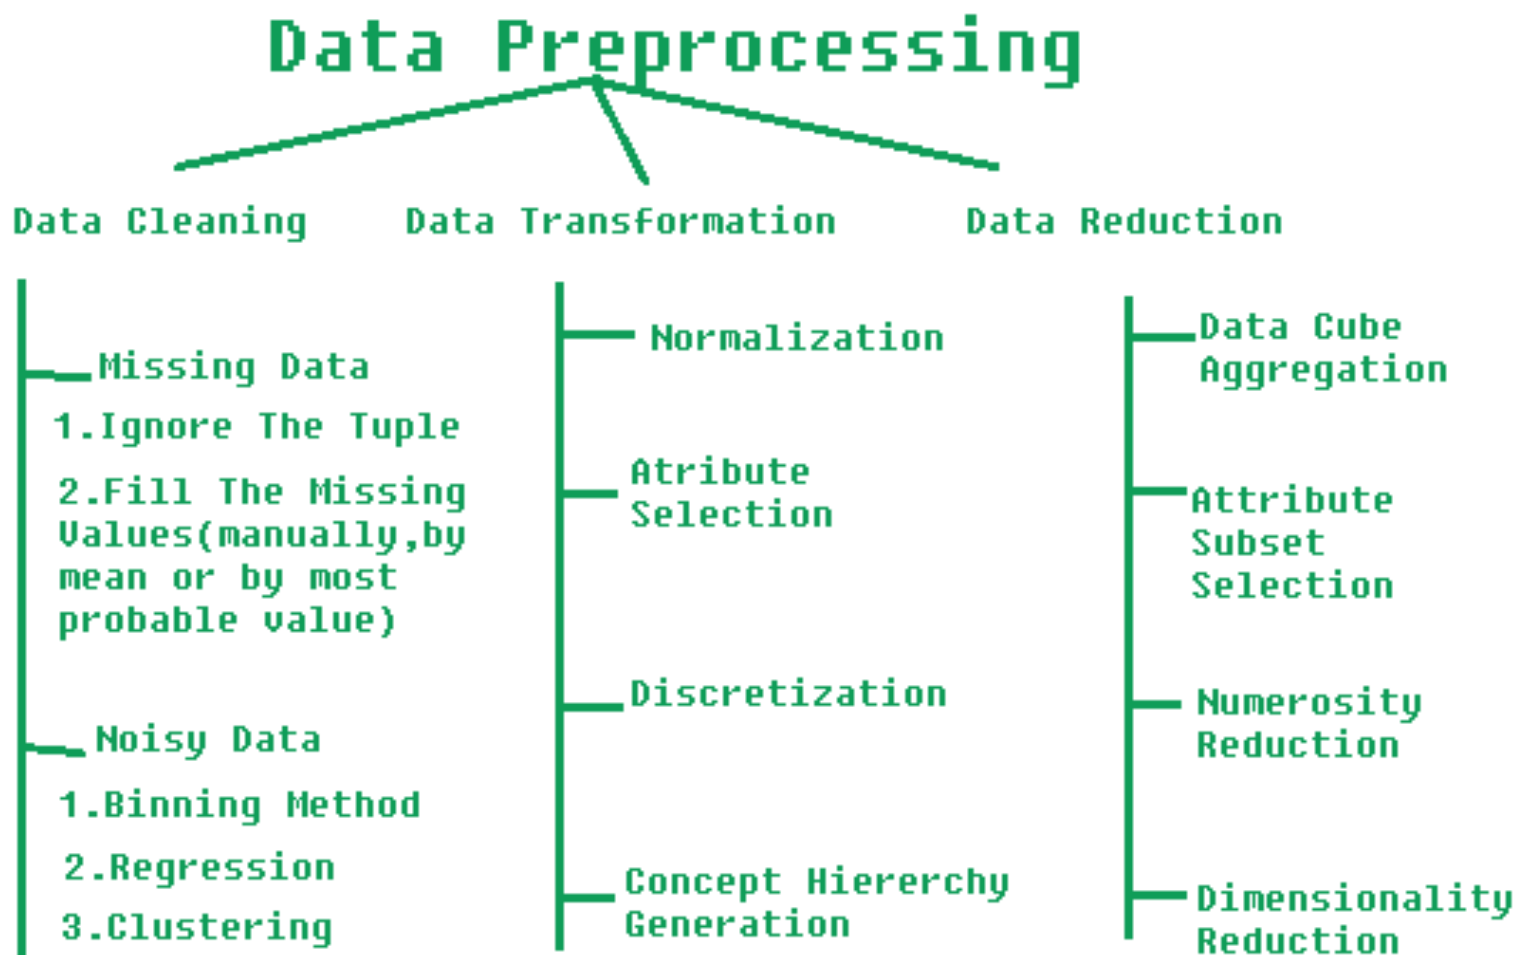 Data Preprocessing
Data Cleaning
Missing Data
1.Ignore The Tuple
2.Fill The Missing
Values(manually,by
mean or by most
probable value)
Noisy Data
1.Binning Method
2.Regression
3.Clustering
Data Transformation
Normalization
Atribute
Selection
Discretization
Concept Hiererchy
Generation
Data Reduction
Data Cube
Aggregation
Attribute
Subset
Selection
Numerosity
Reduction
Dimensionality
Reduction